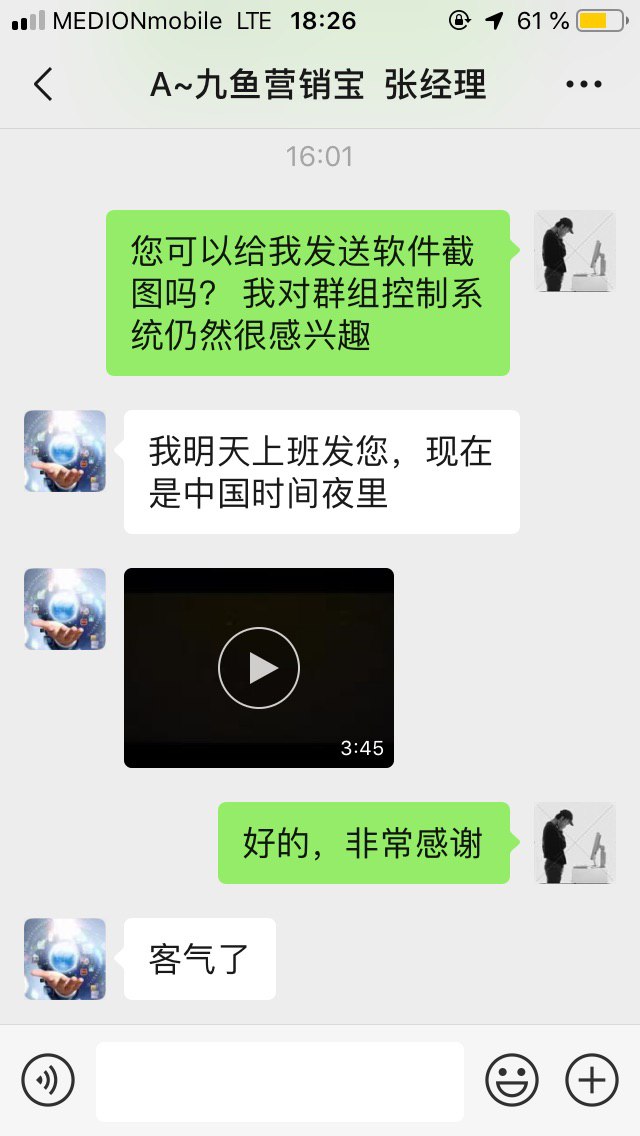 MEDIONmobile LTE 18:26 61 %
A~九鱼营销宝 张经理
16:01
您可以给我发送软件截
图吗? 我对群组控制系
统仍然很感兴趣
我明天上班发您，现在
是中国时间夜里
3:45
好的，非常感谢
客气了